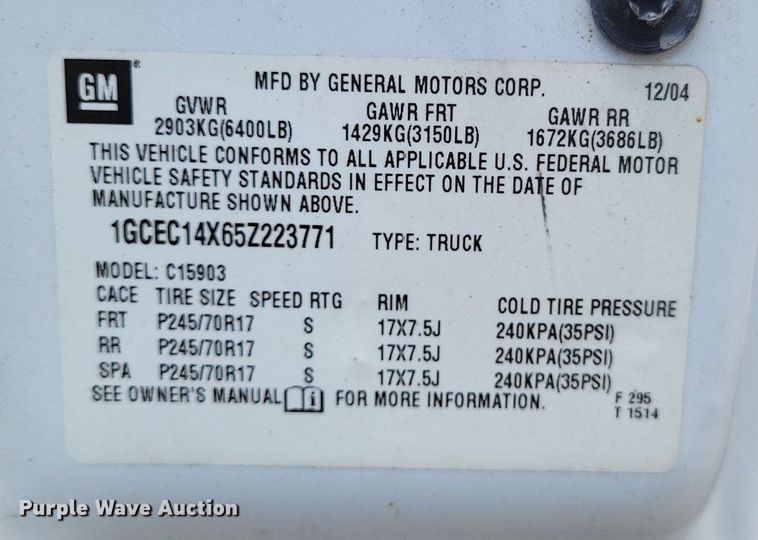 GM ®
MFD BY GENERAL MOTORS CORP. 12/04
GVWR GAWR FRT GAWR RR
2903KG(6400LB) 1429KG(3150LB) 1672KG(3686LB)
THIS VEHICLE CONFORMS TO ALL APPLICABLE U.S. FEDERAL MOTOR
VEHICLE SAFETY STANDARDS IN EFFECT ON THE DATE OF
MANUFACTURE SHOWN ABOVE.
1GCEC14X65Z223771 TYPE: TRUCK
MODEL: C15903
CACE TIRE SIZE SPEED RTG RIM COLD TIRE PRESSURE
FRT P245/70R17 S 17X7.5J 240KPA(35PSI)
RR P245/70R17 S 17X7.5J 240KPA(35PSI)
SPA P245/70R17 S 17X7.5J 240KPA(35PSI)
SEE OWNER'S MANUAL i FOR MORE INFORMATION.
F 295
T 1514
Purple Wave Auction